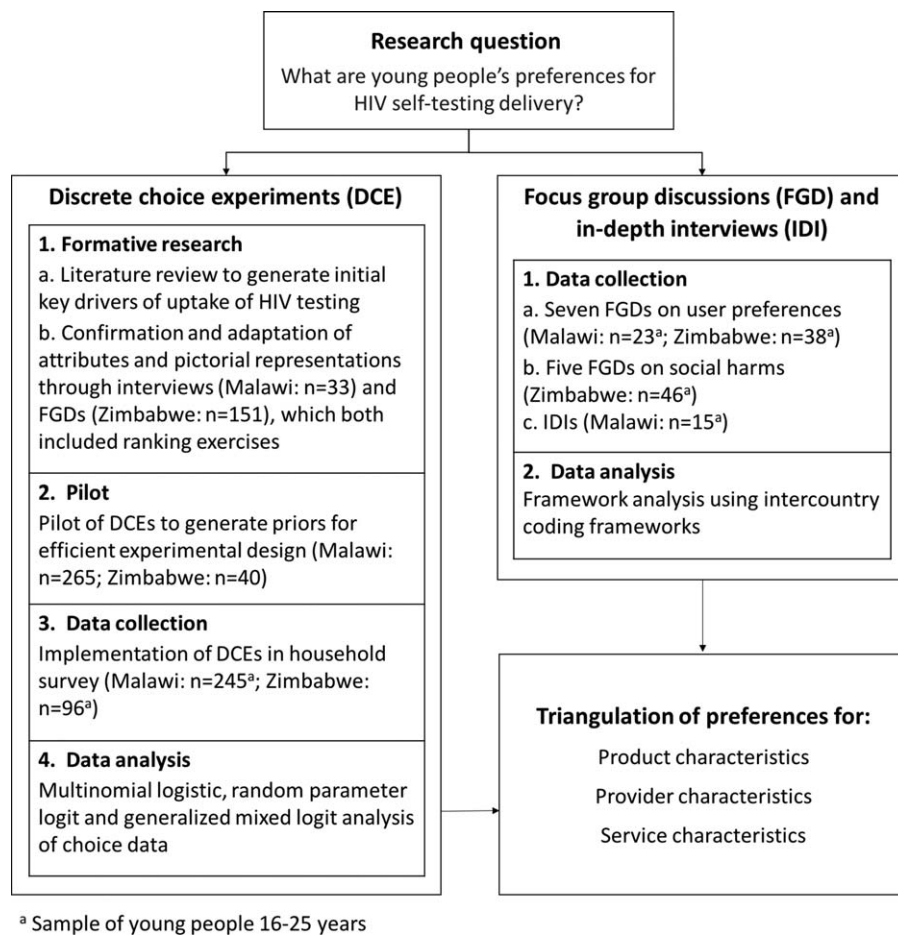 Research question
What are young people's preferences for
HIV self-testing delivery?
Discrete choice experiments (DCE)
1. Formative research
a. Literature review to generate initial
key drivers of uptake of HIV testing
b. Confirmation and adaptation of
attributes and pictorial representations
through interviews (Malawi: n=33) and
FGDs (Zimbabwe: n=151), which both
included ranking exercises
2. Pilot
Pilot of DCEs to generate priors for
efficient experimental design (Malawi:
n=265; Zimbabwe: n=40)
3. Data collection
Implementation of DCEs in household
survey (Malawi: n=245ᵃ; Zimbabwe:
n=96ᵃ)
4. Data analysis
Multinomial logistic, random parameter
logit and generalized mixed logit analysis
of choice data
Focus group discussions (FGD) and
in-depth interviews (IDI)
1. Data collection
a. Seven FGDs on user preferences
(Malawi: n=23ᵃ; Zimbabwe: n=38ᵃ)
b. Five FGDs on social harms
(Zimbabwe: n=46ᵃ)
c. IDIs (Malawi: n=15ᵃ)
2. Data analysis
Framework analysis using intercountry
coding frameworks
Triangulation of preferences for:
Product characteristics
Provider characteristics
Service characteristics
ᵃ Sample of young people 16-25 years